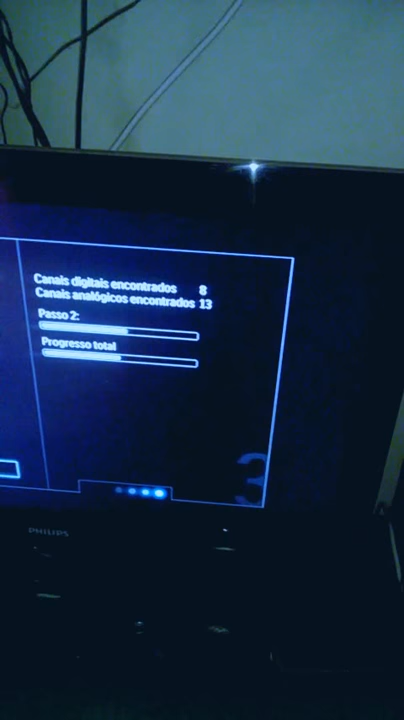 Canais digitais encontrados 8
Canais analógicos encontrados 13
Passo 2:
Progresso total
3
PHILIPS